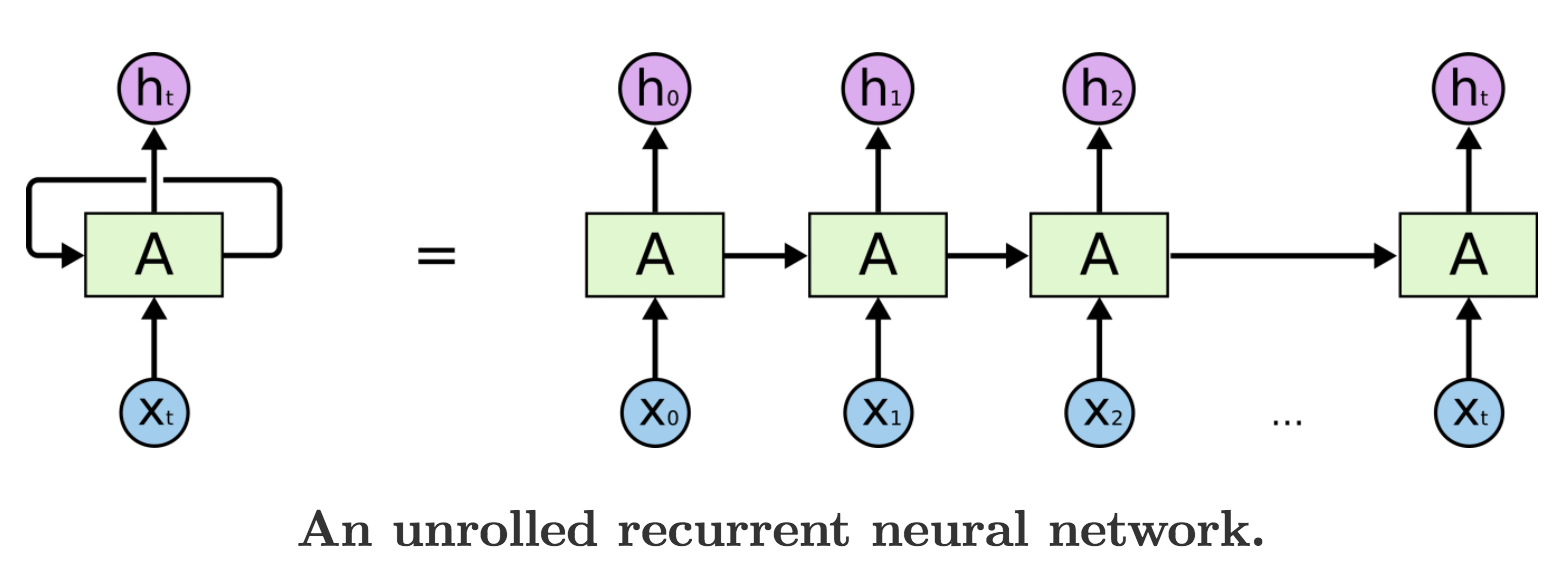 hₜ h₀ h₁ h₂ hₜ
A = A A A A
xₜ x₀ x₁ x₂ ... xₜ
An unrolled recurrent neural network.